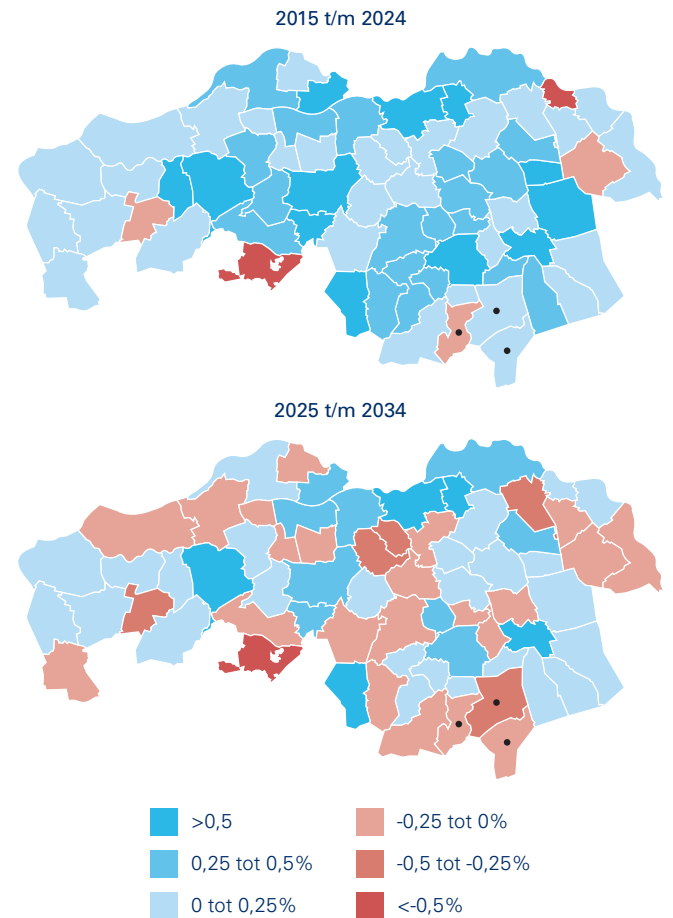 2015 t/m 2024
2025 t/m 2034
>0,5
0,25 tot 0,5%
0 tot 0,25%
-0,25 tot 0%
-0,5 tot -0,25%
<-0,5%